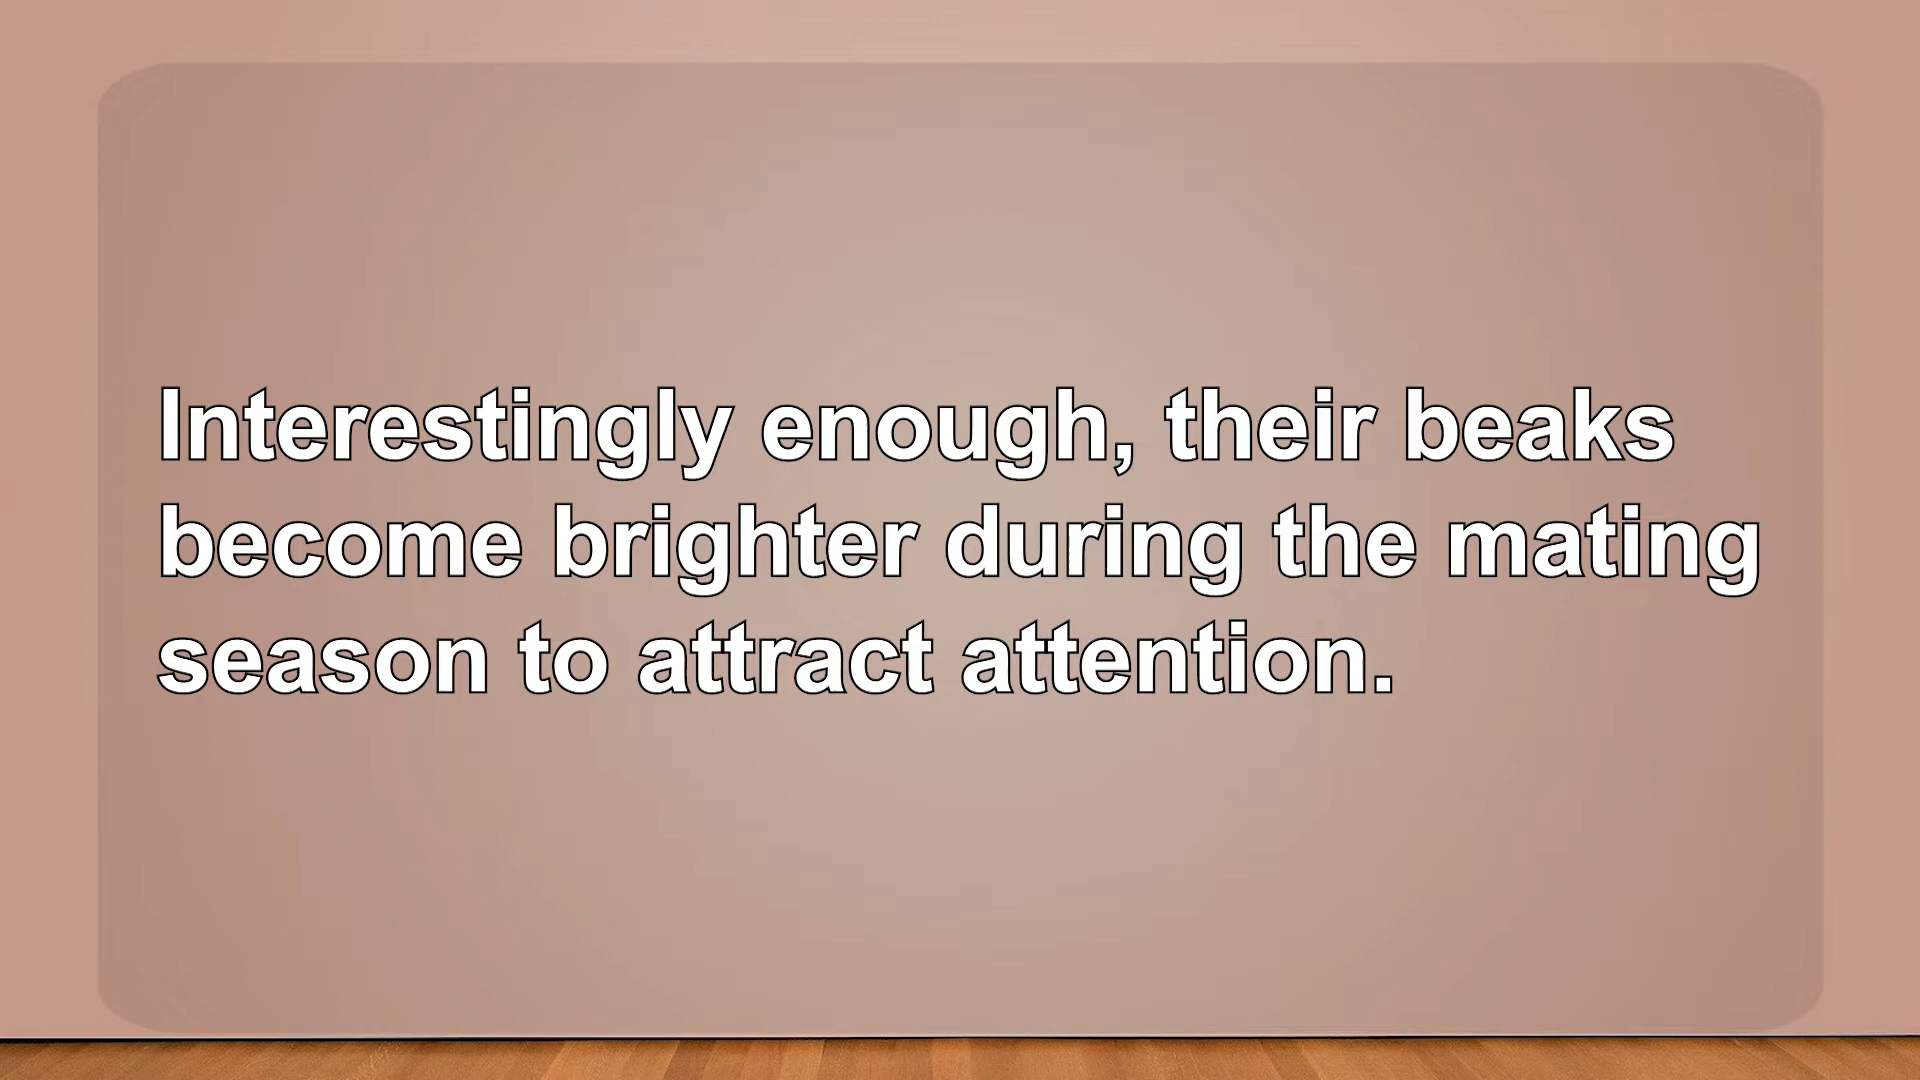 Interestingly enough, their beaks
become brighter during the mating
season to attract attention.